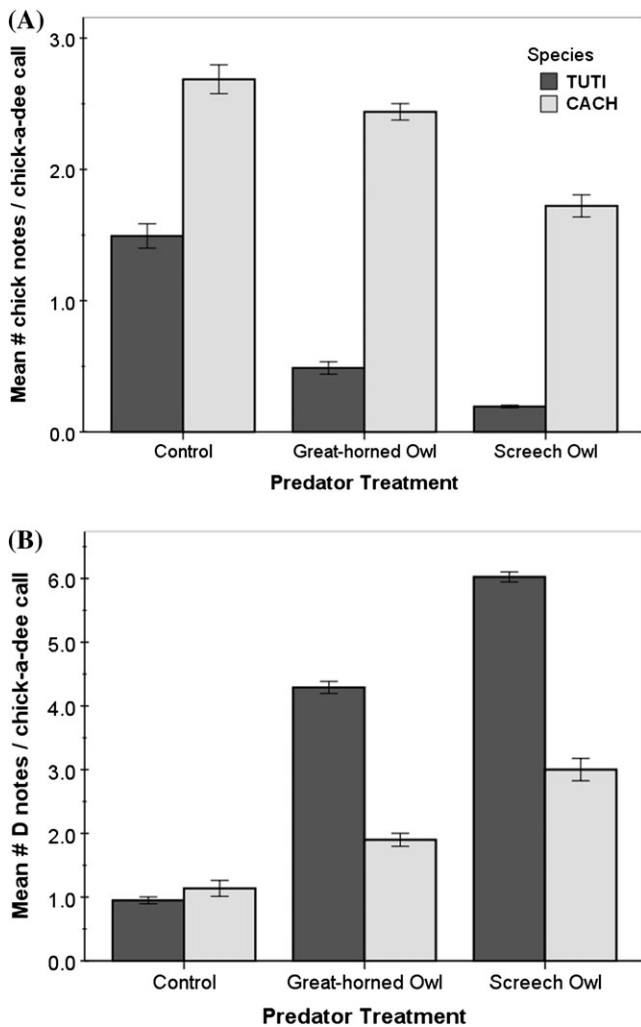 (A)
Mean # chick notes / chick-a-dee call
3.0
2.0
1.0
0.0
Species
TUTI
CACH
Control Great-horned Owl Screech Owl
Predator Treatment
(B)
Mean # D notes / chick-a-dee call
6.0
5.0
4.0
3.0
2.0
1.0
0.0
Control Great-horned Owl Screech Owl
Predator Treatment